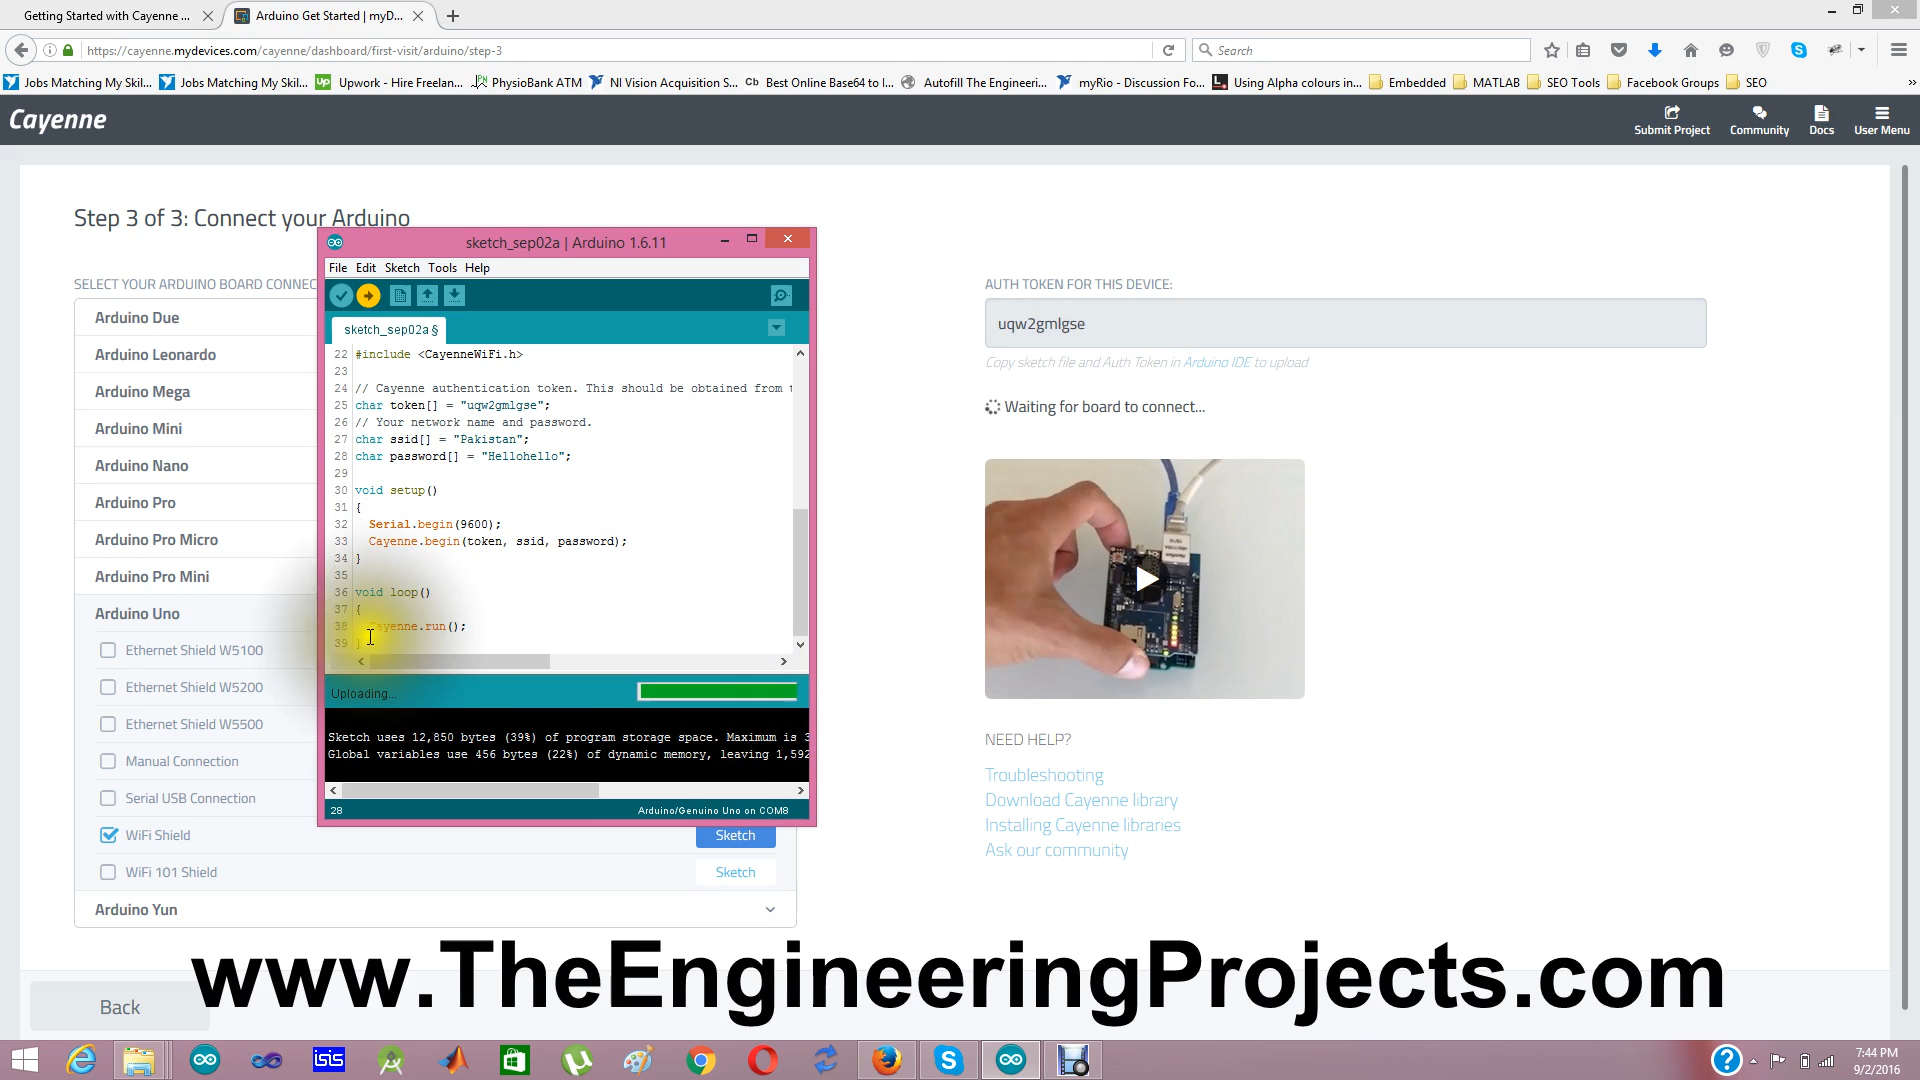 Getting Started with Cayenne ...
Arduino Get Started | myD...
https://cayenne.mydevices.com/cayenne/dashboard/first-visit/arduino/step-3
Search
Jobs Matching My Skil...
Jobs Matching My Skil...
Up
Upwork - Hire Freelan...
PhysioBank ATM
NI Vision Acquisition S...
Cb
Best Online Base64 to I...
Autofill The Engineeri...
myRio - Discussion Fo...
Using Alpha colours in...
Embedded
MATLAB
SEO Tools
Facebook Groups
SEO
Cayenne
Submit Project
Community
Docs
User Menu
Step 3 of 3: Connect your Arduino
SELECT YOUR ARDUINO BOARD CONNEC
Arduino Due
Arduino Leonardo
Arduino Mega
Arduino Mini
Arduino Nano
Arduino Pro
Arduino Pro Micro
Arduino Pro Mini
Arduino Uno
Ethernet Shield W5100
Ethernet Shield W5200
Ethernet Shield W5500
Manual Connection
Serial USB Connection
WiFi Shield
Sketch
WiFi 101 Shield
Sketch
Arduino Yun
sketch_sep02a | Arduino 1.6.11
File Edit Sketch Tools Help
sketch_sep02a §
22 #include <CayenneWiFi.h>
23
24 // Cayenne authentication token. This should be obtained from t
25 char token[] = "uqw2gmlgse";
26 // Your network name and password.
27 char ssid[] = "Pakistan";
28 char password[] = "Hellohello";
29
30 void setup()
31 {
32 Serial.begin(9600);
33 Cayenne.begin(token, ssid, password);
34 }
35
36 void loop()
37 {
38 Cayenne.run();
39 }
Uploading...
Sketch uses 12,850 bytes (39%) of program storage space. Maximum is 3
Global variables use 456 bytes (22%) of dynamic memory, leaving 1,592
28
Arduino/Genuino Uno on COM8
AUTH TOKEN FOR THIS DEVICE:
uqw2gmlgse
Copy sketch file and Auth Token in Arduino IDE to upload
Waiting for board to connect...
NEED HELP?
Troubleshooting
Download Cayenne library
Installing Cayenne libraries
Ask our community
Back
www.TheEngineeringProjects.com
ISIS
7:44 PM
9/2/2016